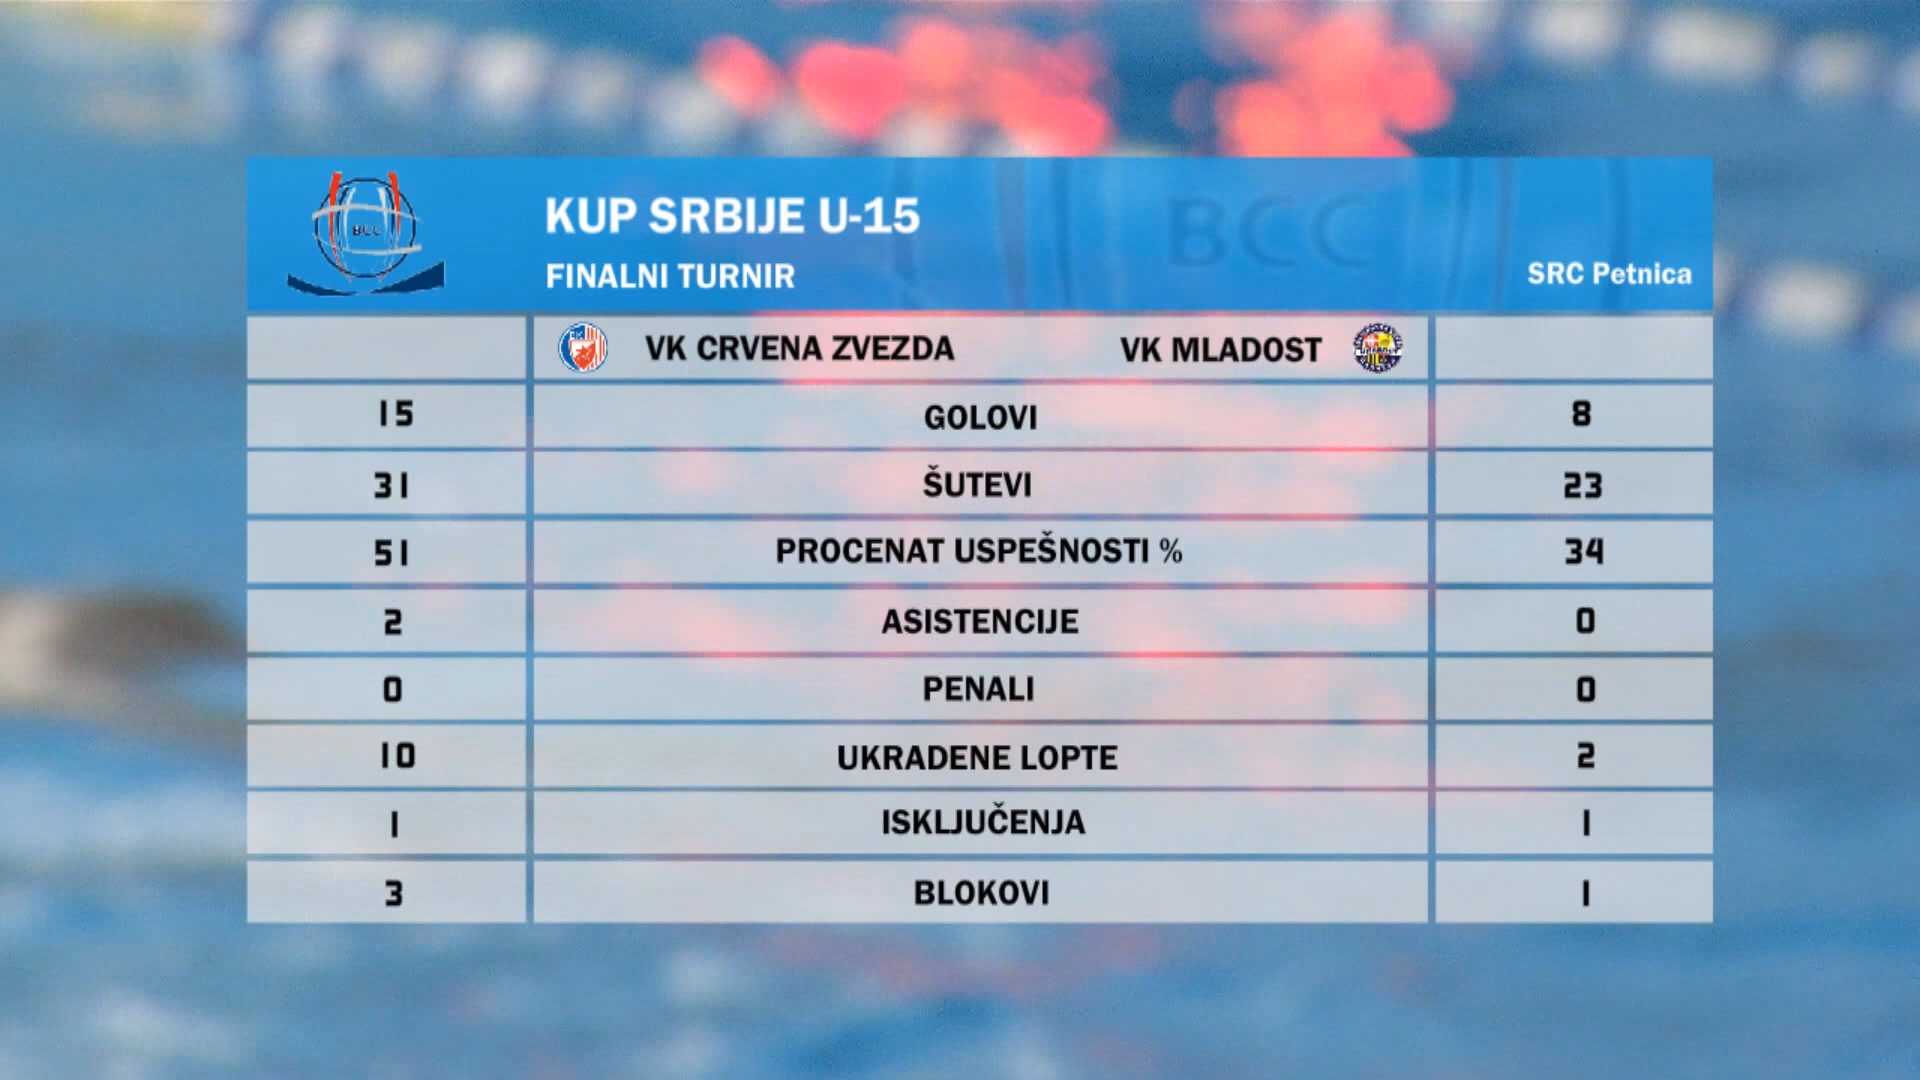 BCC
KUP SRBIJE U-15
BCC
FINALNI TURNIR
SRC Petnica
VK CRVENA ZVEZDA VK MLADOST
15 GOLOVI 8
31 ŠUTEVI 23
51 PROCENAT USPEŠNOSTI % 34
2 ASISTENCIJE 0
0 PENALI 0
10 UKRADENE LOPTE 2
1 ISKLJUČENJA 1
3 BLOKOVI 1